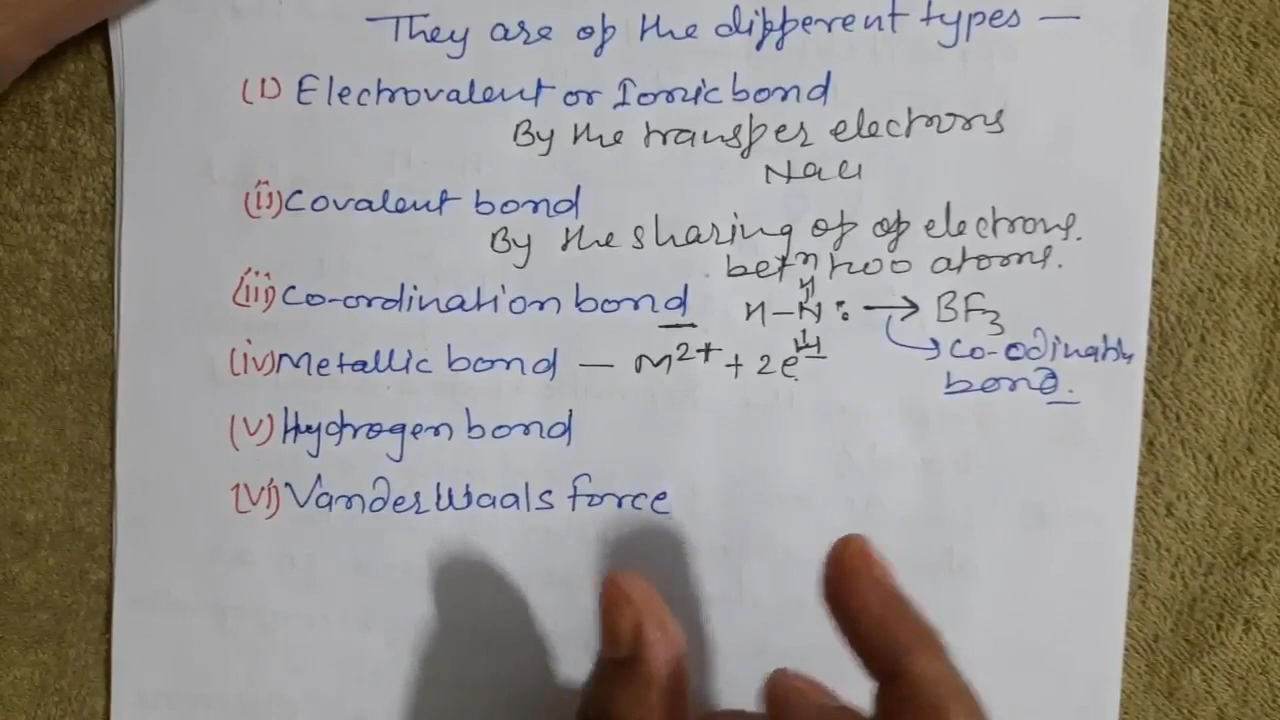 They are of the different types —
(i) Electrovalent or Ionic bond
By the transfer electrons
NaCl
(ii) Covalent bond
By the sharing of of electrons.
betn two atoms.
(iii) Co-ordination bond H–N: → BF3
H
H
Co-odinately
bond.
(iv) Metallic bond — M2+ + 2e–
(v) Hydrogen bond
(vi) Vander Waals force